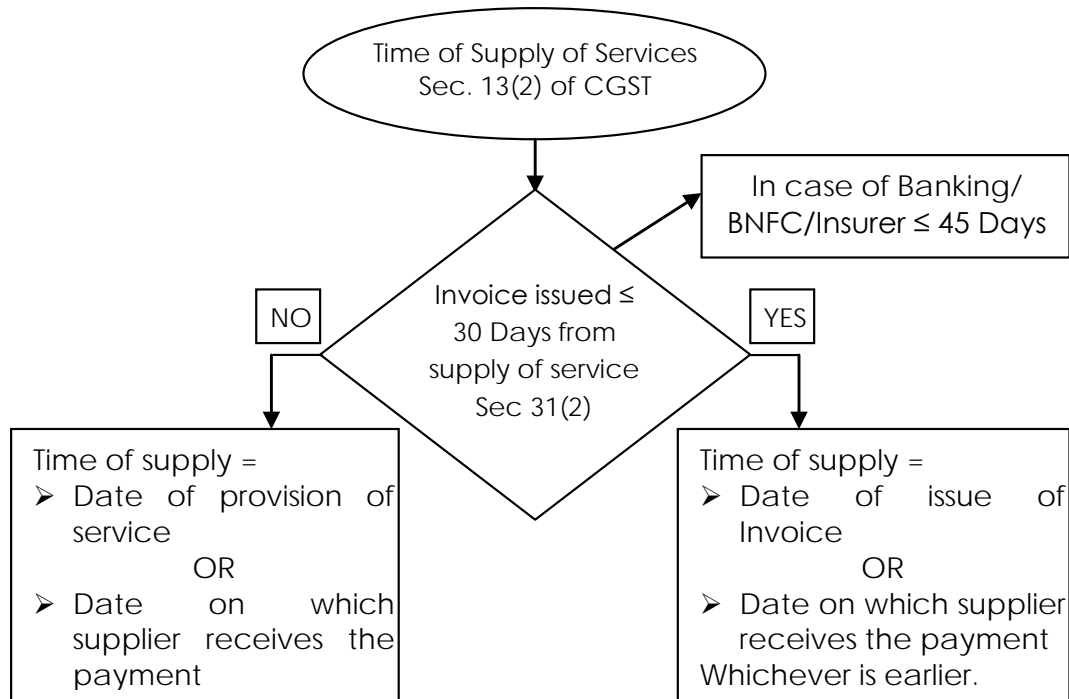 Time of Supply of Services
Sec. 13(2) of CGST
In case of Banking/
BNFC/Insurer ≤ 45 Days
Invoice issued ≤
30 Days from
supply of service
Sec 31(2)
NO
YES
Time of supply =
➢ Date of provision of
service
OR
➢ Date on which
supplier receives the
payment
Time of supply =
➢ Date of issue of
Invoice
OR
➢ Date on which supplier
receives the payment
Whichever is earlier.